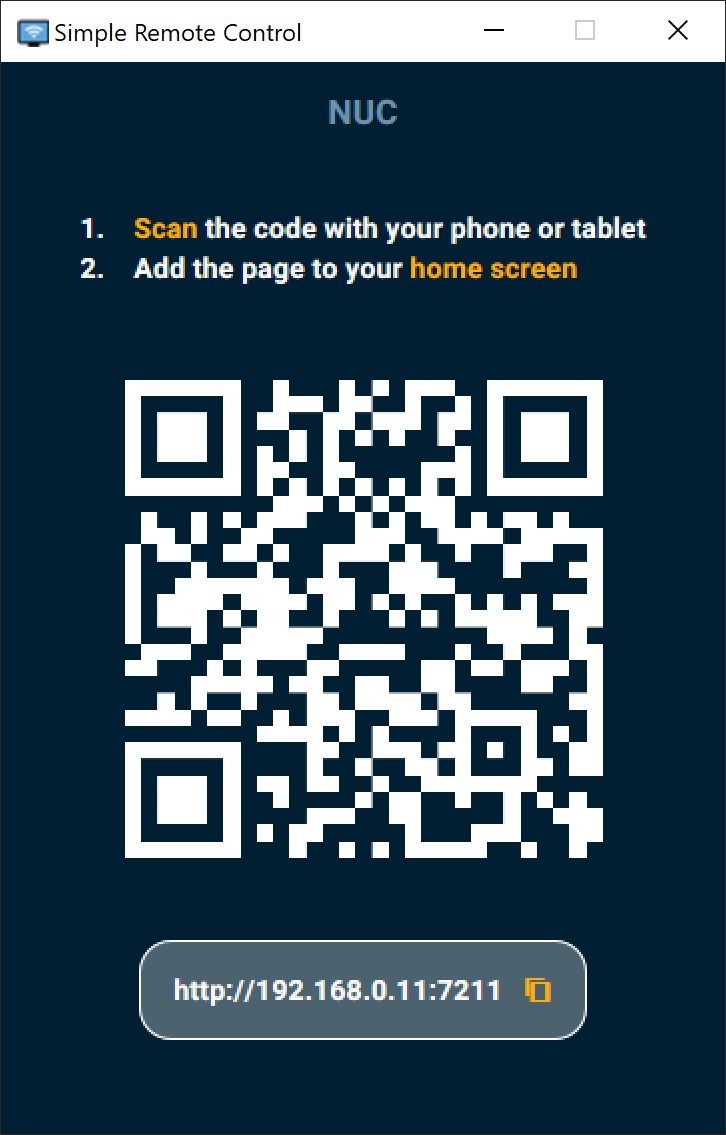 Simple Remote Control
NUC
1. Scan the code with your phone or tablet
2. Add the page to your home screen
http://192.168.0.11:7211